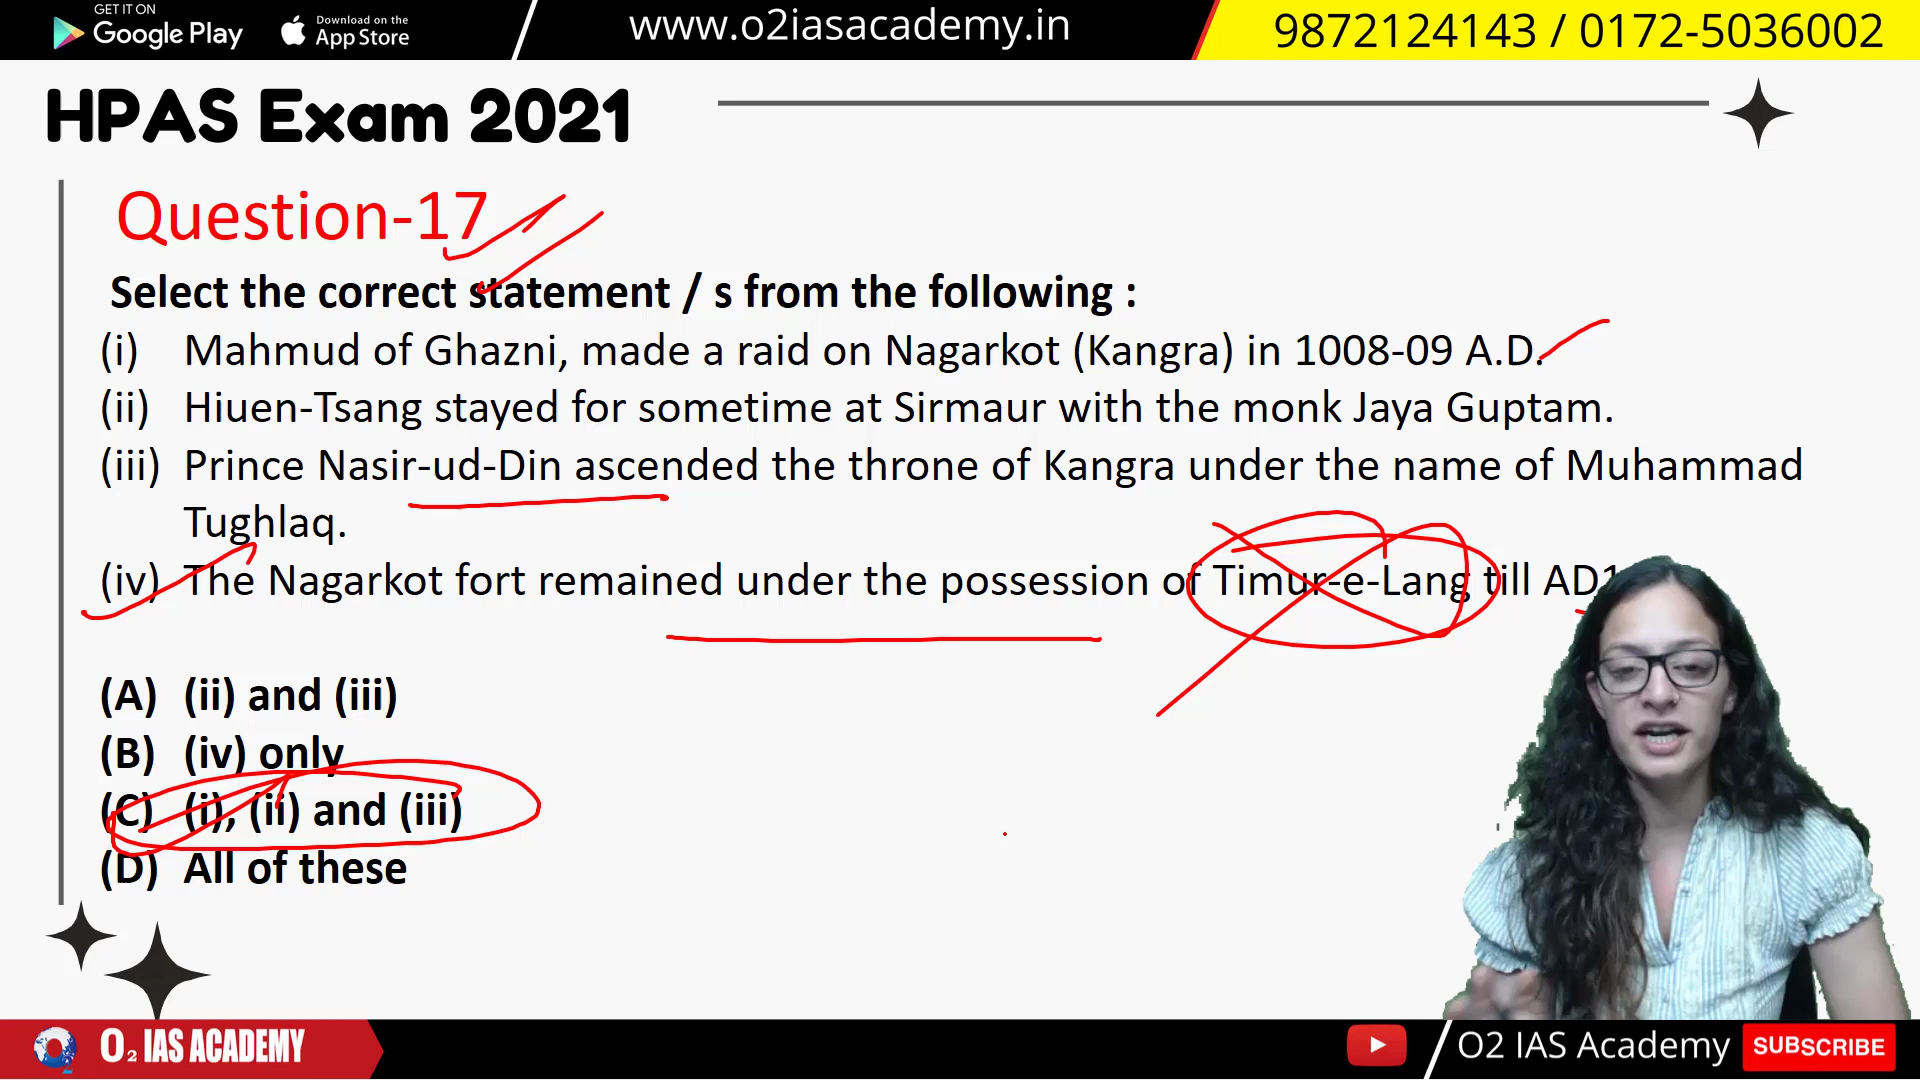 GET IT ON
Google Play
Download on the
App Store
www.o2iasacademy.in
9872124143 / 0172-5036002
HPAS Exam 2021
Question-17
Select the correct statement / s from the following :
(i) Mahmud of Ghazni, made a raid on Nagarkot (Kangra) in 1008-09 A.D.
(ii) Hiuen-Tsang stayed for sometime at Sirmaur with the monk Jaya Guptam.
(iii) Prince Nasir-ud-Din ascended the throne of Kangra under the name of Muhammad
Tughlaq.
(iv) The Nagarkot fort remained under the possession of Timur-e-Lang till
(A) (ii) and (iii)
(B) (iv) only
(C) (i), (ii) and (iii)
(D) All of these
O2 IAS ACADEMY
O2 IAS Academy
SUBSCRIBE